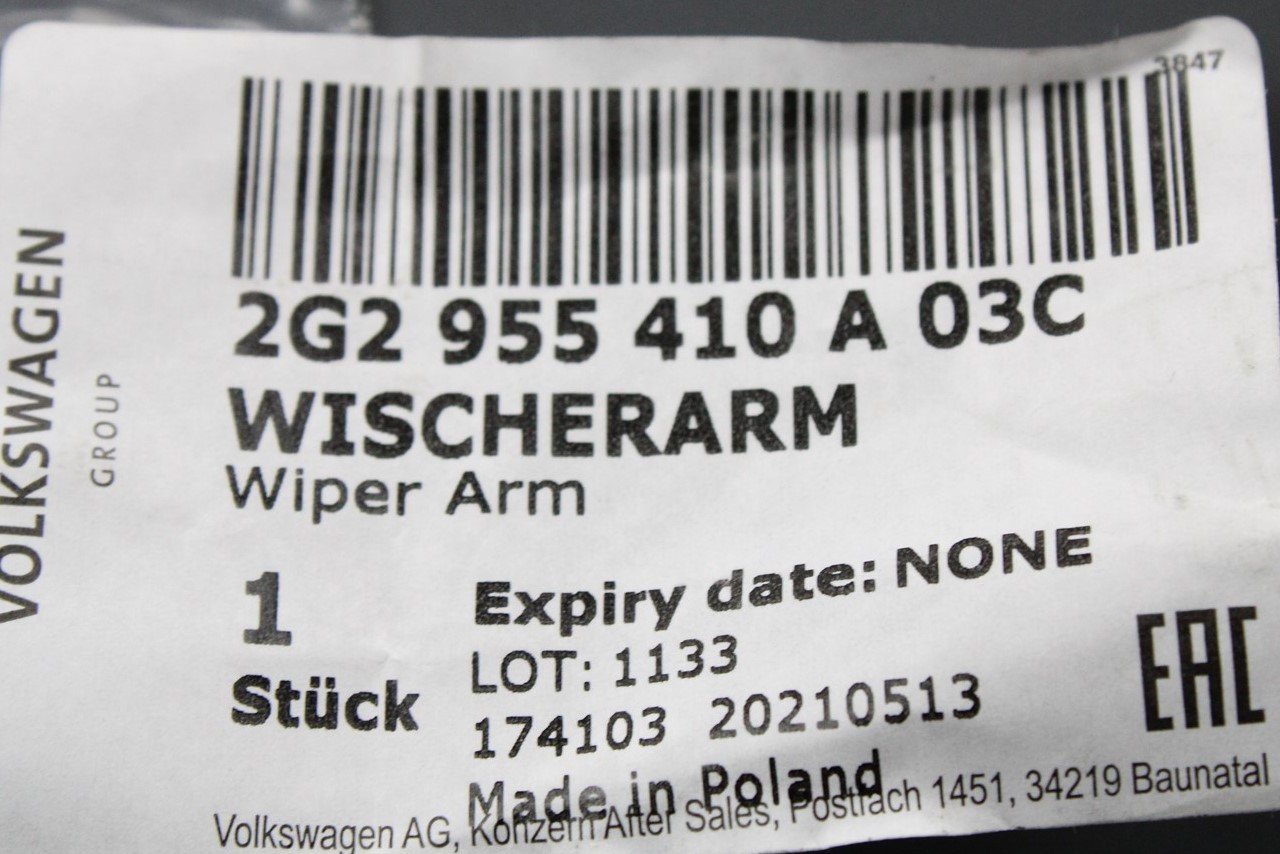 3847
VOLKSWAGEN
GROUP
2G2 955 410 A 03C
WISCHERARM
Wiper Arm
1
Stück
Expiry date: NONE
LOT: 1133
174103 20210513
Made in Poland
EAC
Volkswagen AG, Konzern After Sales, Postfach 1451, 34219 Baunatal